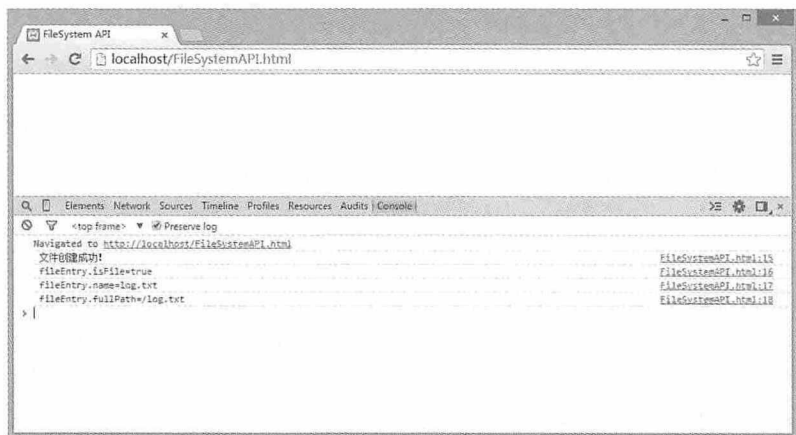 FileSystem API
localhost/FileSystemAPI.html
Elements Network Sources Timeline Profiles Resources Audits Console
<top frame> Preserve log
Navigated to http://localhost/FileSystemAPI.html
文件创建成功! FileSystemAPI.html:15
fileEntry.isFile=true FileSystemAPI.html:16
fileEntry.name=log.txt FileSystemAPI.html:17
fileEntry.fullPath=/log.txt FileSystemAPI.html:18